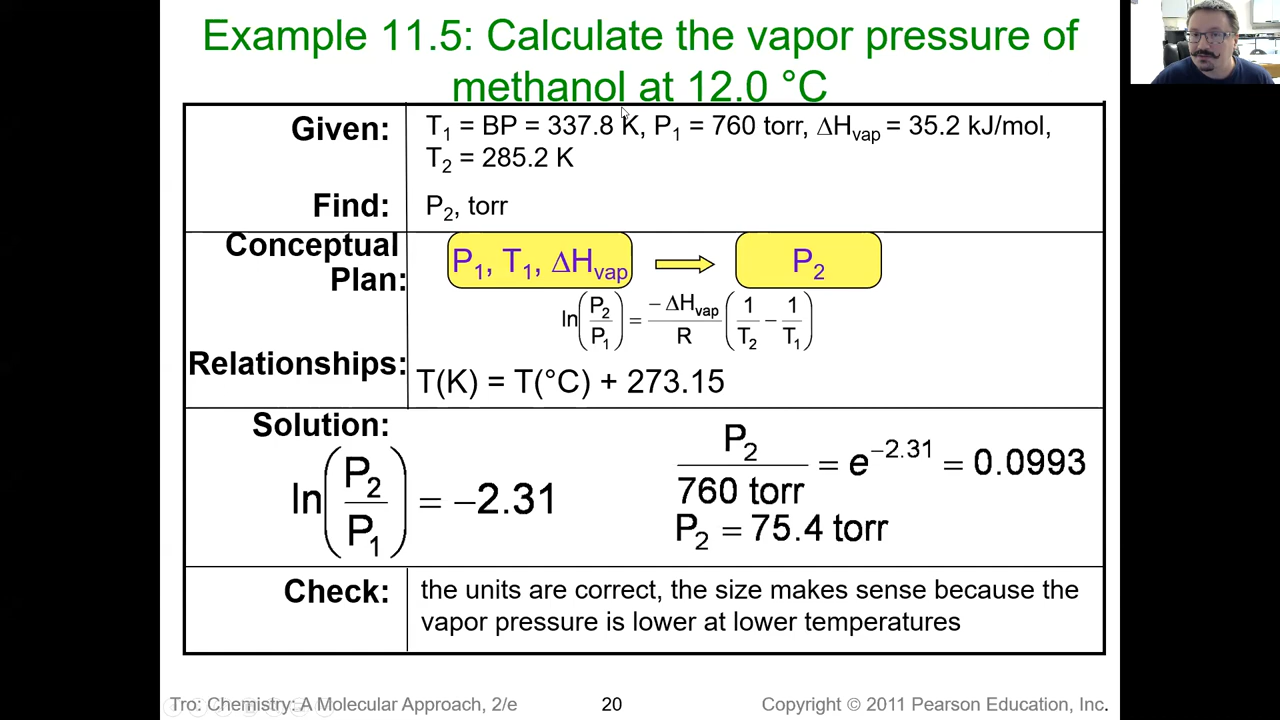 Example 11.5: Calculate the vapor pressure of
methanol at 12.0 °C
Given:
T₁ = BP = 337.8 K, P₁ = 760 torr, ΔHvap = 35.2 kJ/mol,
T₂ = 285.2 K
Find:
P₂, torr
Conceptual
Plan:
P₁, T₁, ΔHvap
P₂
ln(P₂/P₁) = −ΔHvap/R (1/T₂ − 1/T₁)
Relationships:
T(K) = T(°C) + 273.15
Solution:
ln(P₂/P₁) = −2.31
P₂/760 torr = e^−2.31 = 0.0993
P₂ = 75.4 torr
Check:
the units are correct, the size makes sense because the
vapor pressure is lower at lower temperatures
Tro: Chemistry: A Molecular Approach, 2/e
20
Copyright © 2011 Pearson Education, Inc.